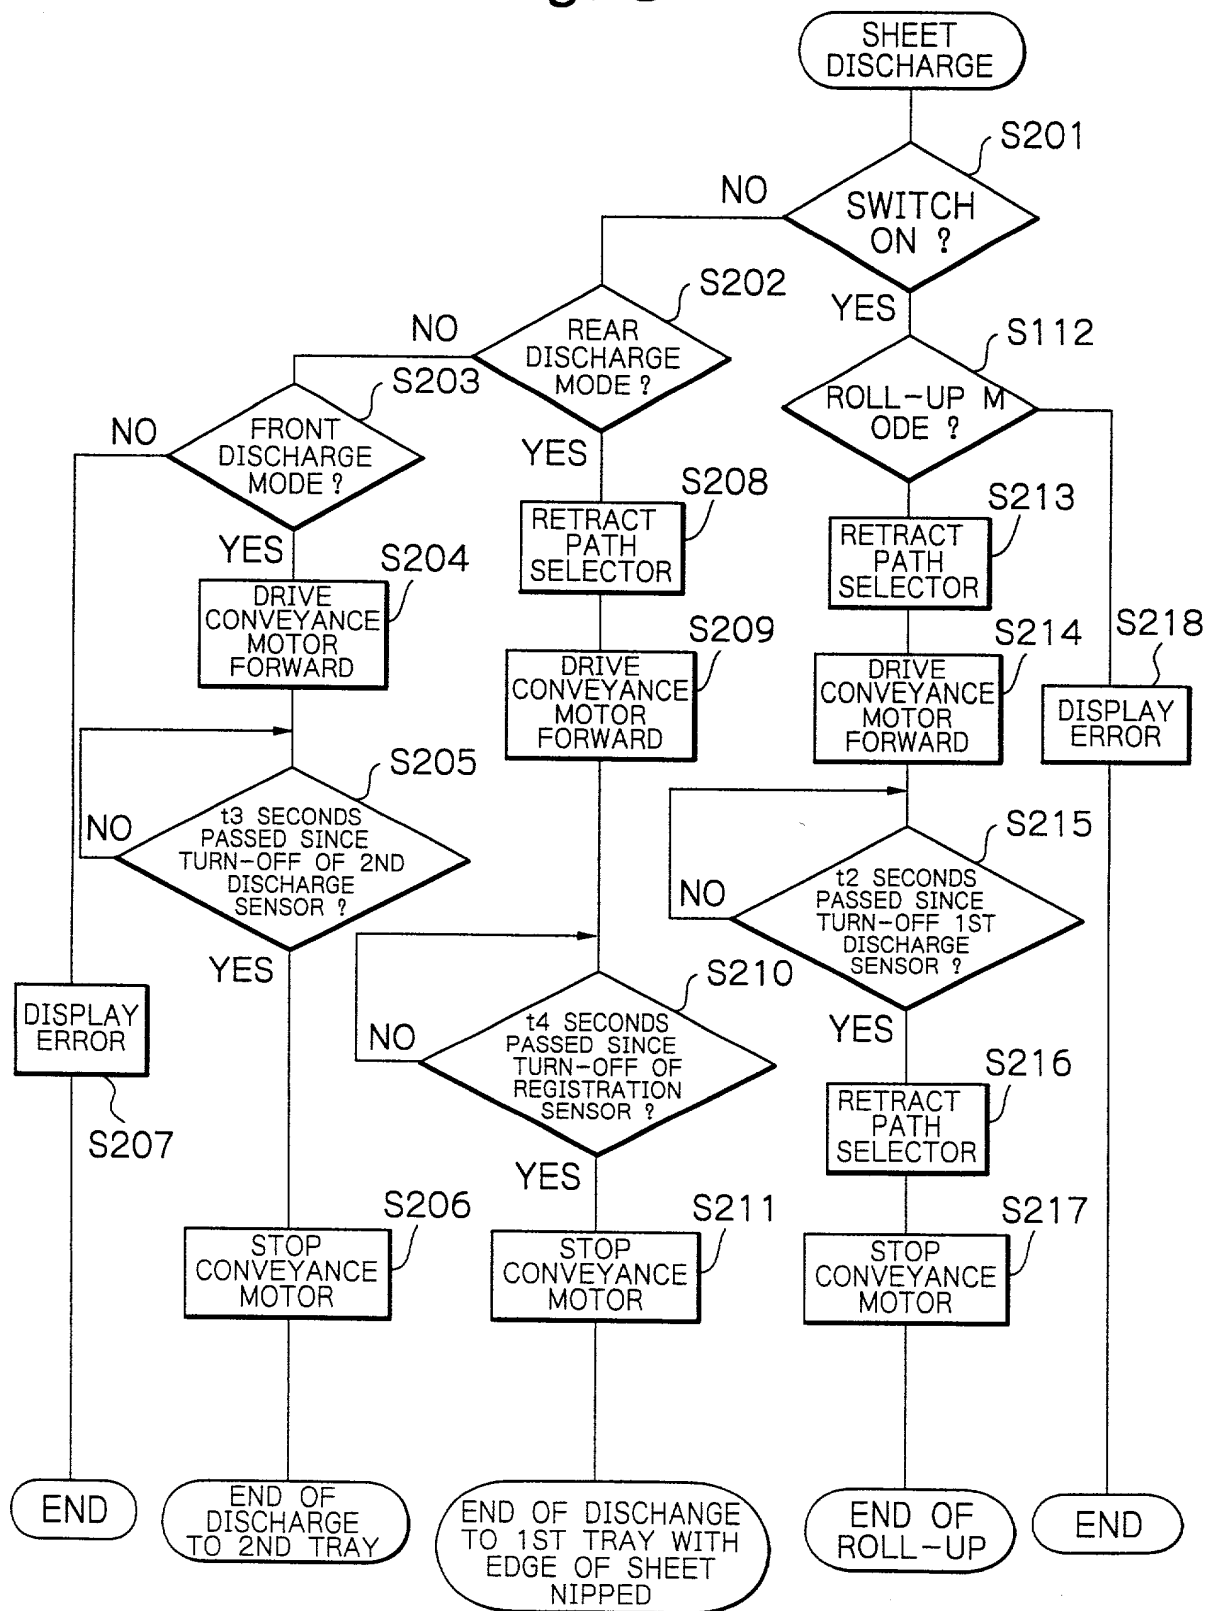 SHEET
DISCHARGE
S201
SWITCH
ON ?
NO
YES
S202
REAR
DISCHARGE
MODE ?
NO
YES
S112
ROLL-UP M
ODE ?
S203
FRONT
DISCHARGE
MODE ?
NO
YES
S208
RETRACT
PATH
SELECTOR
S213
RETRACT
PATH
SELECTOR
S204
DRIVE
CONVEYANCE
MOTOR
FORWARD
S209
DRIVE
CONVEYANCE
MOTOR
FORWARD
S214
DRIVE
CONVEYANCE
MOTOR
FORWARD
S218
DISPLAY
ERROR
S205
t3 SECONDS
PASSED SINCE
TURN-OFF OF 2ND
DISCHARGE
SENSOR ?
NO
YES
S215
t2 SECONDS
PASSED SINCE
TURN-OFF 1ST
DISCHARGE
SENSOR ?
NO
YES
S210
t4 SECONDS
PASSED SINCE
TURN-OFF OF
REGISTRATION
SENSOR ?
NO
YES
DISPLAY
ERROR
S207
S216
RETRACT
PATH
SELECTOR
S206
STOP
CONVEYANCE
MOTOR
S211
STOP
CONVEYANCE
MOTOR
S217
STOP
CONVEYANCE
MOTOR
END
END OF
DISCHARGE
TO 2ND TRAY
END OF DISCHANGE
TO 1ST TRAY WITH
EDGE OF SHEET
NIPPED
END OF
ROLL-UP
END